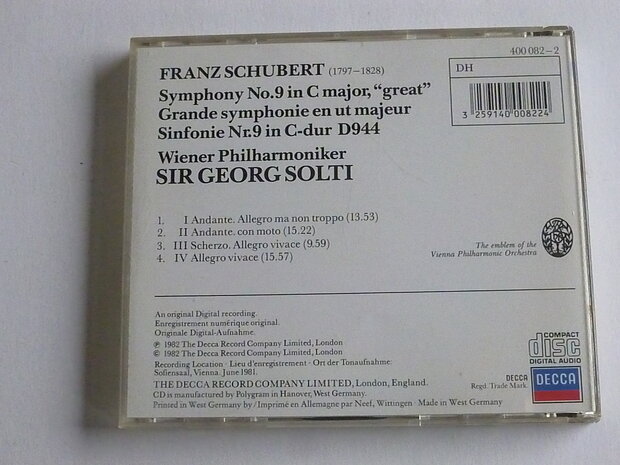 400 082-2
DH
3 259140 008224
FRANZ SCHUBERT (1797–1828)
Symphony No.9 in C major, “great”
Grande symphonie en ut majeur
Sinfonie Nr.9 in C-dur D944
Wiener Philharmoniker
SIR GEORG SOLTI
1. I Andante. Allegro ma non troppo (13.53)
2. II Andante. con moto (15.22)
3. III Scherzo. Allegro vivace (9.59)
4. IV Allegro vivace (15.57)
The emblem of the
Vienna Philharmonic Orchestra
An original Digital recording.
Enregistrement numérique original.
Originale Digital-Aufnahme.
℗ 1982 The Decca Record Company Limited, London
© 1982 The Decca Record Company Limited, London
Recording Location · Lieu d'enregistrement · Ort der Tonaufnahme:
Sofiensaal, Vienna. June 1981.
THE DECCA RECORD COMPANY LIMITED, London, England.
CD is manufactured by Polygram in Hanover, West Germany.
Printed in West Germany by / Imprimé en Allemagne par Neef, Wittingen · Made in West Germany
COMPACT
disc
DIGITAL AUDIO
DECCA
Regd. Trade Mark.
DECCA